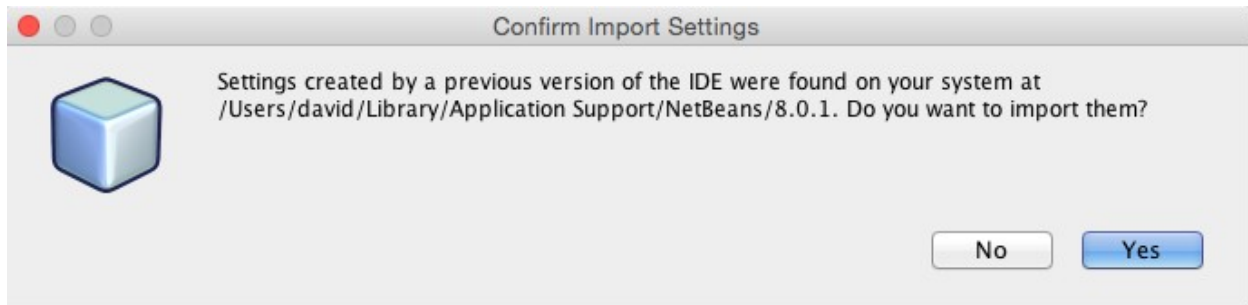 Confirm Import Settings
Settings created by a previous version of the IDE were found on your system at
/Users/david/Library/Application Support/NetBeans/8.0.1. Do you want to import them?
No
Yes